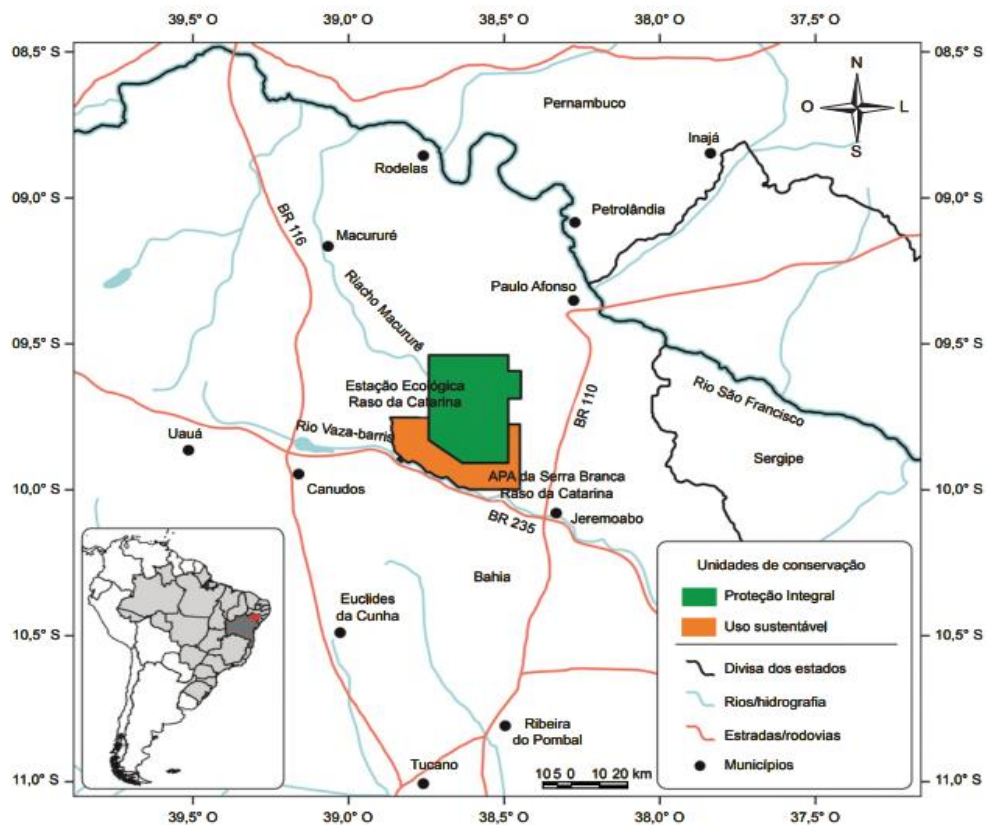 39,5° O
39,0° O
38,5° O
38,0° O
37,5° O
08,5° S
08,5° S
N
O
L
S
Pernambuco
Inajá
Rodelas
09,0° S
09,0° S
Petrolândia
BR 116
Macururé
Riacho Macururé
Paulo Afonso
09,5° S
09,5° S
Estação Ecológica
Raso da Catarina
BR 110
Rio São Francisco
Rio Vaza-barris
Uauá
Sergipe
Canudos
APA da Serra Branca
Raso da Catarina
10,0° S
10,0° S
BR 235
Jeremoabo
Bahia
Euclides
da Cunha
10,5° S
10,5° S
Ribeira
do Pombal
Tucano
11,0° S
11,0° S
10 5 0 10 20 km
Unidades de conservação
Proteção Integral
Uso sustentável
Divisa dos estados
Rios/hidrografia
Estradas/rodovias
Municípios
39,5° O
39,0° O
38,5° O
38,0° O
37,5° O